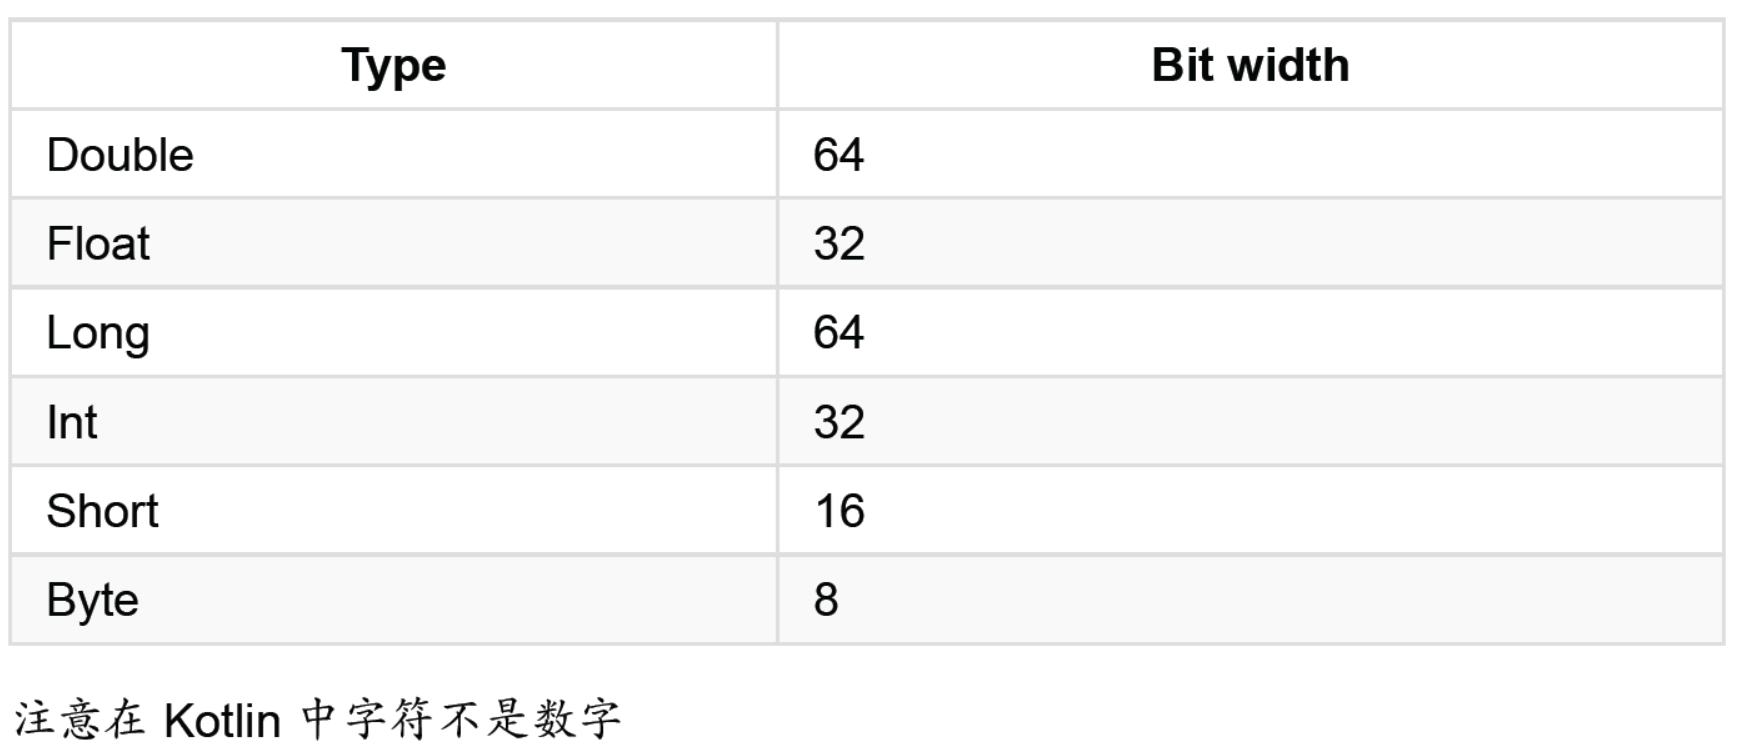 Type Bit width
Double 64
Float 32
Long 64
Int 32
Short 16
Byte 8
注意在 Kotlin 中字符不是数字